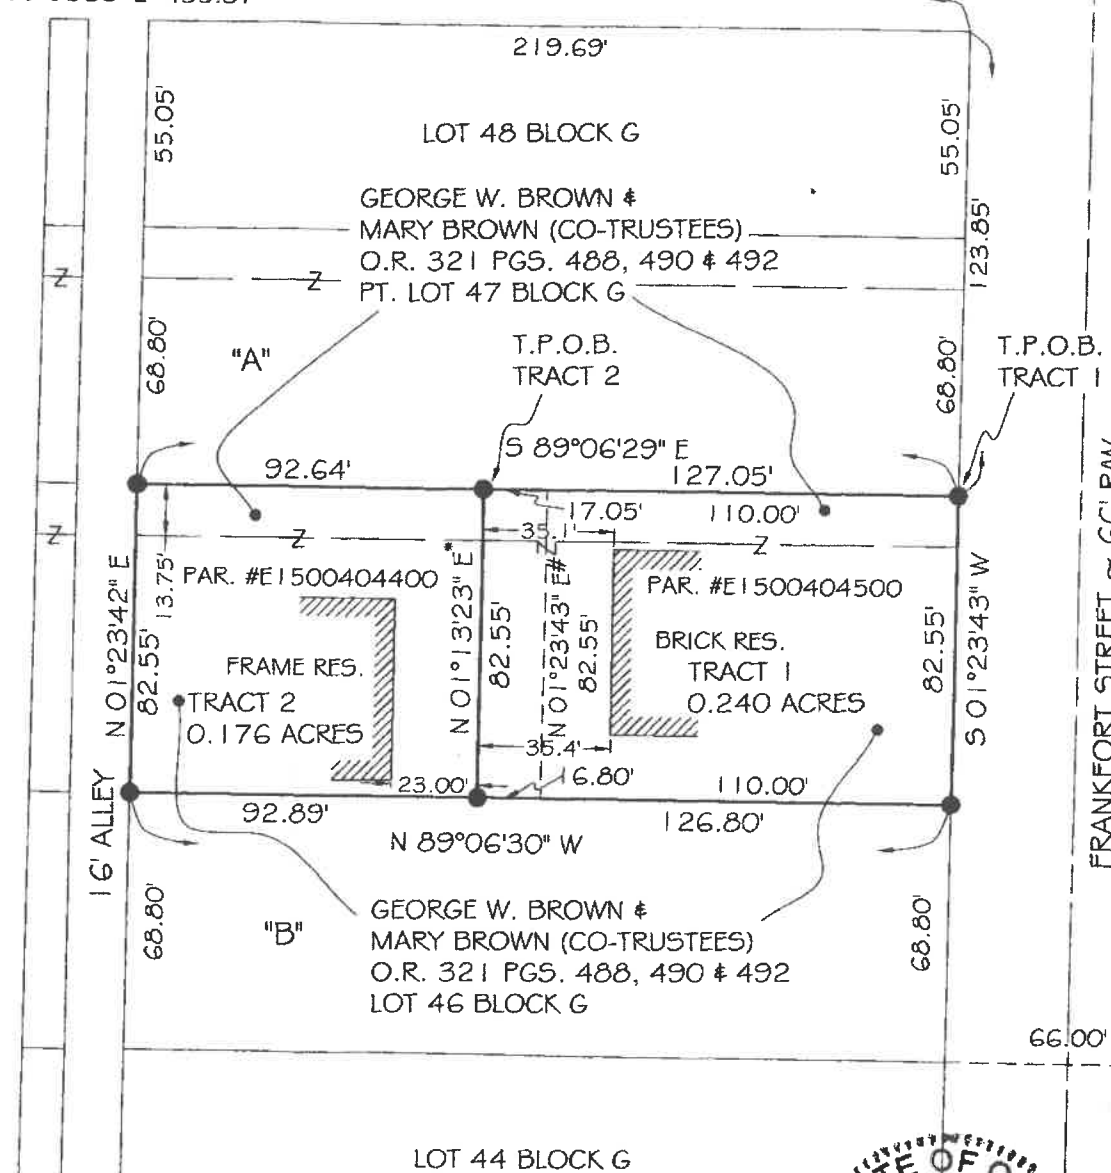 219.69'
55.05'
55.05'
LOT 48 BLOCK G
GEORGE W. BROWN &
MARY BROWN (CO-TRUSTEES)
O.R. 321 PGS. 488, 490 & 492
PT. LOT 47 BLOCK G
123.85'
Z
Z
68.80'
"A"
T.P.O.B.
TRACT 2
68.80'
T.P.O.B.
TRACT 1
S 89°06'29" E
92.64'
127.05'
17.05'
110.00'
Z
Z
Z
13.75'
PAR. #E1500404400
PAR. #E1500404500
N 01°23'42" E
82.55'
N 01°13'23" E*
82.55'
N 01°23'43" E#
82.55'
82.55'
S 01°23'43" W
FRAME RES.
TRACT 2
0.176 ACRES
BRICK RES.
TRACT 1
0.240 ACRES
35.4'
23.00'
16.80'
110.00'
92.89'
126.80'
N 89°06'30" W
16' ALLEY
FRANKFORT STREET
68.80'
"B"
68.80'
GEORGE W. BROWN &
MARY BROWN (CO-TRUSTEES)
O.R. 321 PGS. 488, 490 & 492
LOT 46 BLOCK G
66.00'
LOT 44 BLOCK G